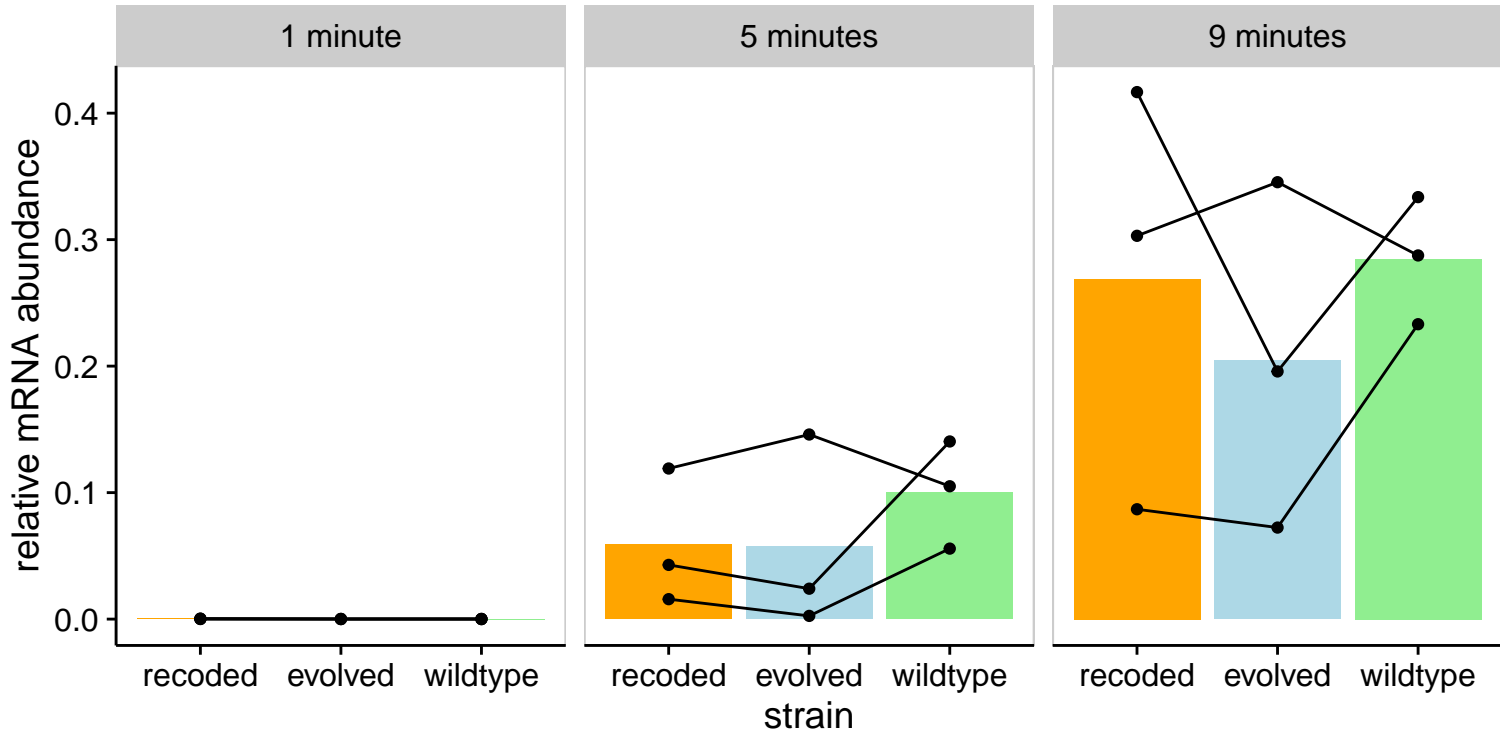 1 minute
5 minutes
9 minutes
relative mRNA abundance
0.4
0.3
0.2
0.1
0.0
recoded evolved wildtype
recoded evolved wildtype
recoded evolved wildtype
strain